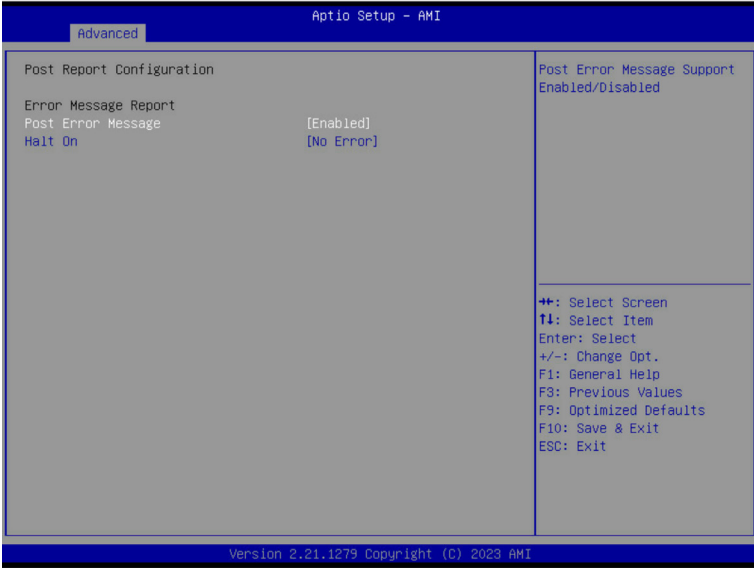 Aptio Setup – AMI
Advanced
Post Report Configuration
Error Message Report
Post Error Message [Enabled]
Halt On [No Error]
Post Error Message Support
Enabled/Disabled
→←: Select Screen
↑↓: Select Item
Enter: Select
+/-: Change Opt.
F1: General Help
F3: Previous Values
F9: Optimized Defaults
F10: Save & Exit
ESC: Exit
Version 2.21.1279 Copyright (C) 2023 AMI